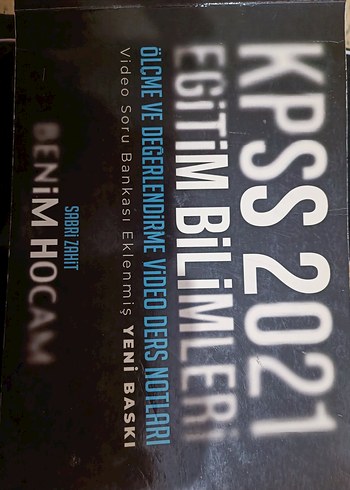 KPSS 2021
EĞİTİM BİLİMLERİ
ÖLÇME VE DEĞERLENDİRME VİDEO DERS NOTLARI
Video Soru Bankası Eklenmiş YENİ BASKI
SABRİ ZAHİT
BENİM HOCAM